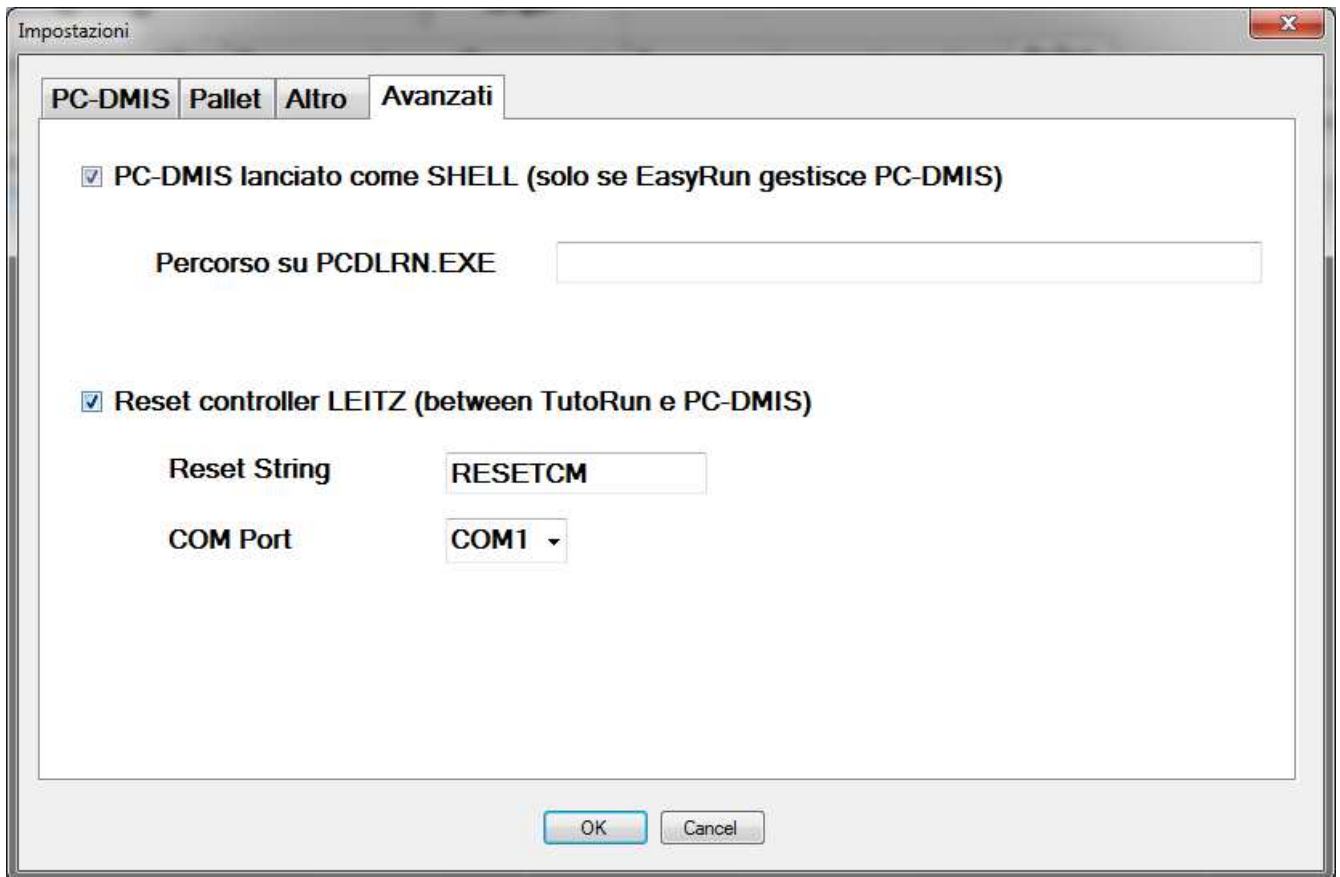 Impostazioni
PC-DMIS Pallet Altro Avanzati
PC-DMIS lanciato come SHELL (solo se EasyRun gestisce PC-DMIS)
Percorso su PCDLRN.EXE
Reset controller LEITZ (between TutoRun e PC-DMIS)
Reset String RESETCM
COM Port COM1
OK Cancel